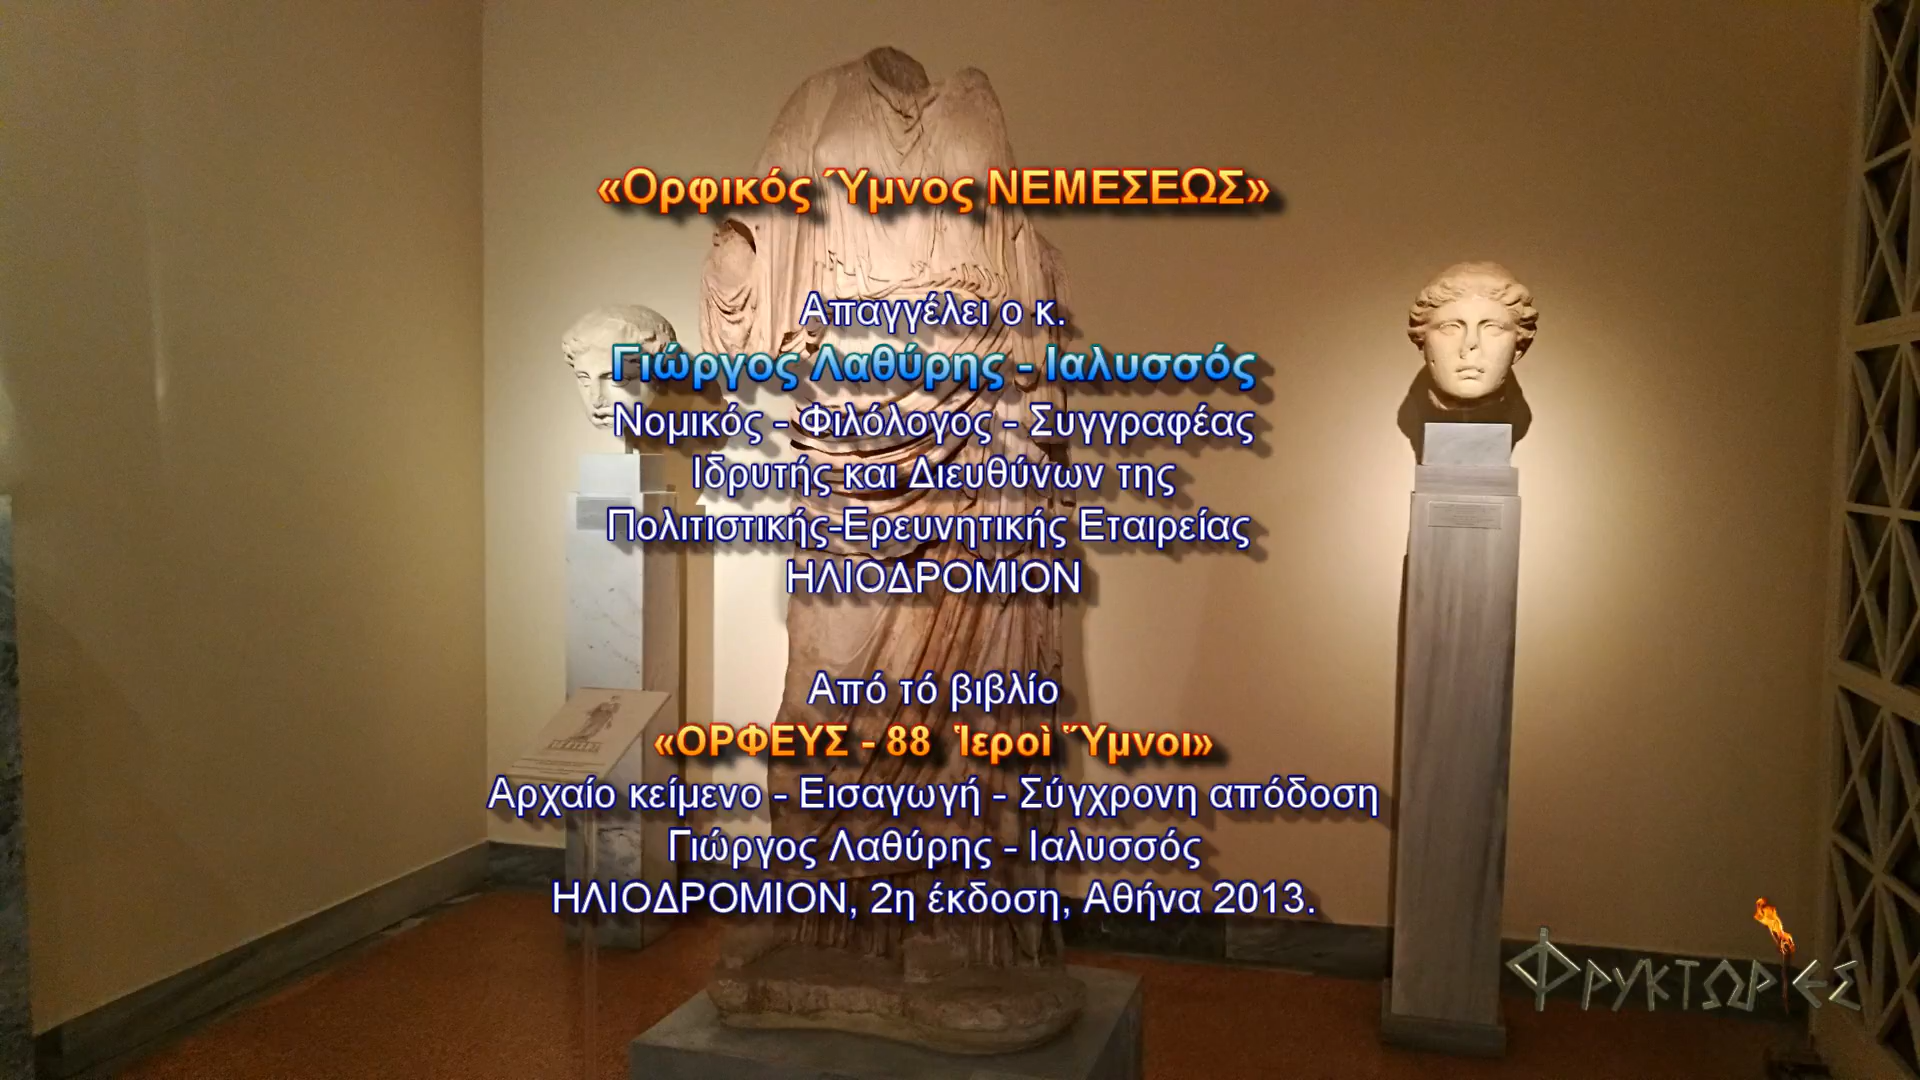 «Ορφικός Ύμνος ΝΕΜΕΣΕΩΣ»
Απαγγέλει ο κ.
Γιώργος Λαθύρης - Ιαλυσσός
Νομικός - Φιλόλογος - Συγγραφέας
Ιδρυτής και Διευθύνων της
Πολιτιστικής-Ερευνητικής Εταιρείας
ΗΛΙΟΔΡΟΜΙΟΝ
Από τό βιβλίο
«ΟΡΦΕΥΣ - 88 Ἱεροὶ Ὕμνοι»
Αρχαίο κείμενο - Εισαγωγή - Σύγχρονη απόδοση
Γιώργος Λαθύρης - Ιαλυσσός
ΗΛΙΟΔΡΟΜΙΟΝ, 2η έκδοση, Αθήνα 2013.
ΦΡΥΚΤΩΡΙΕΣ